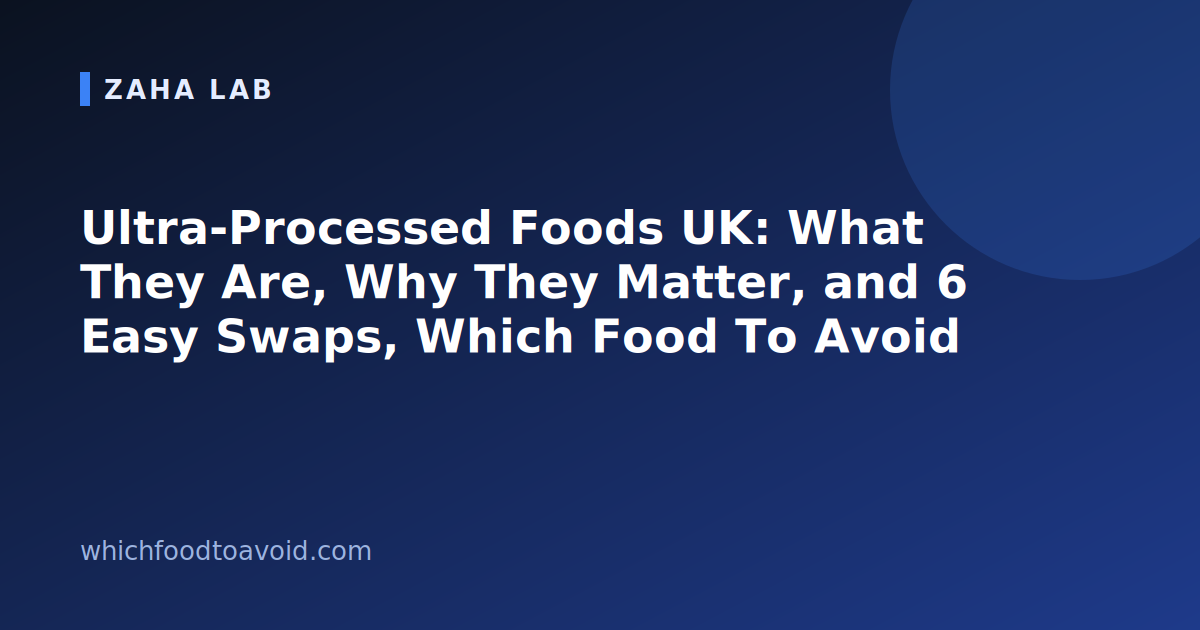 ZAHA LAB
Ultra-Processed Foods UK: What
They Are, Why They Matter, and 6
Easy Swaps, Which Food To Avoid
whichfoodtoavoid.com